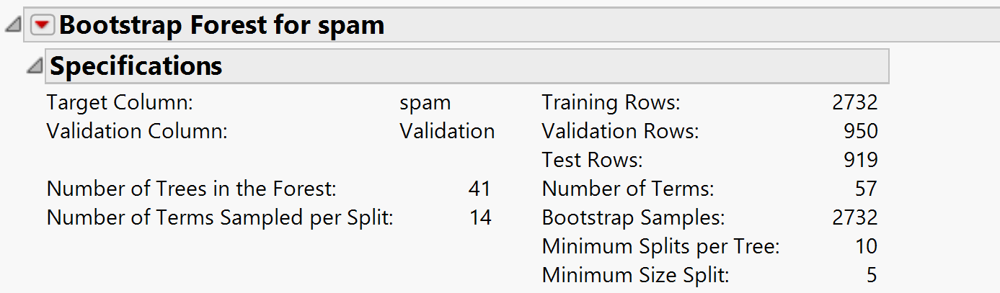 Bootstrap Forest for spam
Specifications
Target Column: spam Training Rows: 2732
Validation Column: Validation Validation Rows: 950
Test Rows: 919
Number of Trees in the Forest: 41 Number of Terms: 57
Number of Terms Sampled per Split: 14 Bootstrap Samples: 2732
Minimum Splits per Tree: 10
Minimum Size Split: 5